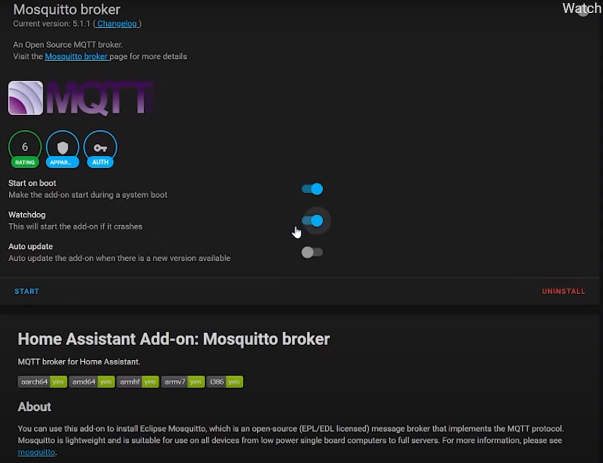 Mosquitto broker
Watch
Current version: 5.1.1 ( Changelog )
An Open Source MQTT broker.
Visit the Mosquitto broker page for more details
MQTT
6
RATING
APPAR...
AUTH
Start on boot
Make the add-on start during a system boot
Watchdog
This will start the add-on if it crashes
Auto update
Auto update the add-on when there is a new version available
START
UNINSTALL
Home Assistant Add-on: Mosquitto broker
MQTT broker for Home Assistant.
aarch64 yes amd64 yes armhf yes armv7 yes i386 yes
About
You can use this add-on to install Eclipse Mosquitto, which is an open-source (EPL/EDL licensed) message broker that implements the MQTT protocol.
Mosquitto is lightweight and is suitable for use on all devices from low power single board computers to full servers. For more information, please see
mosquitto.